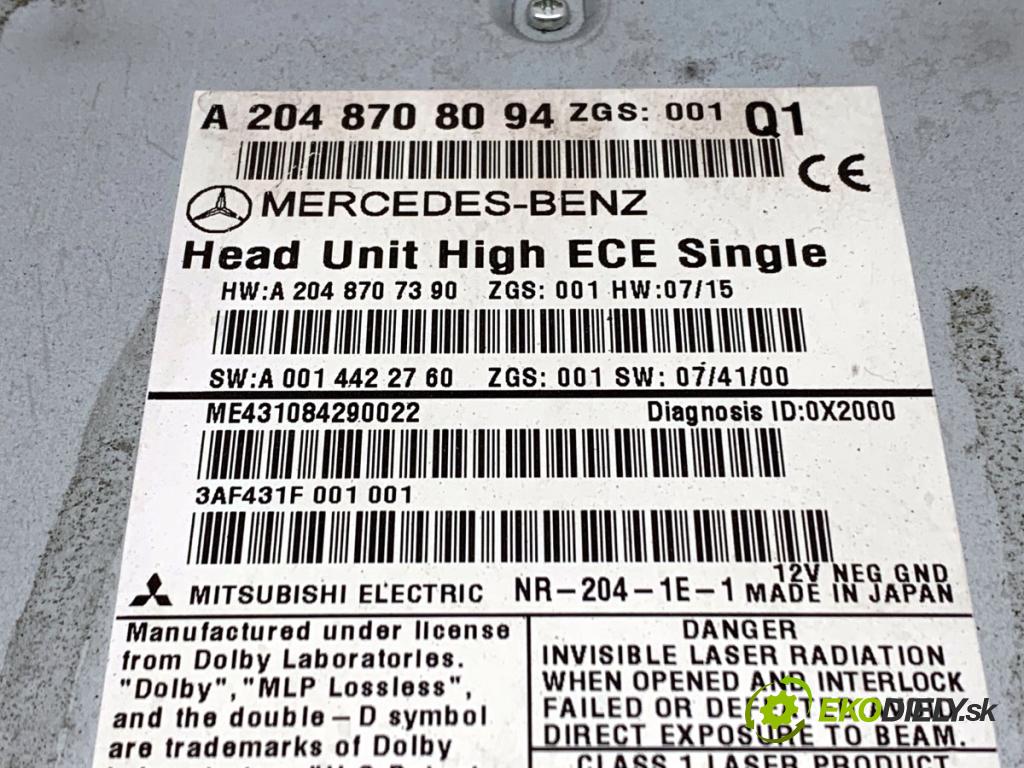 A 204 870 80 94 ZGS: 001 Q1
CE
MERCEDES-BENZ
Head Unit High ECE Single
HW:A 204 870 73 90 ZGS: 001 HW:07/15
SW:A 001 442 27 60 ZGS: 001 SW: 07/41/00
ME431084290022 Diagnosis ID:0X2000
3AF431F 001 001
12V NEG GND
MITSUBISHI ELECTRIC NR-204-1E-1 MADE IN JAPAN
Manufactured under license
from Dolby Laboratories.
"Dolby","MLP Lossless",
and the double-D symbol
are trademarks of Dolby
DANGER
INVISIBLE LASER RADIATION
WHEN OPENED AND INTERLOCK
FAILED OR DEFEATED AVOID
DIRECT EXPOSURE TO BEAM.
CLASS 1 LASER PRODUCT
EKODIELY.sk